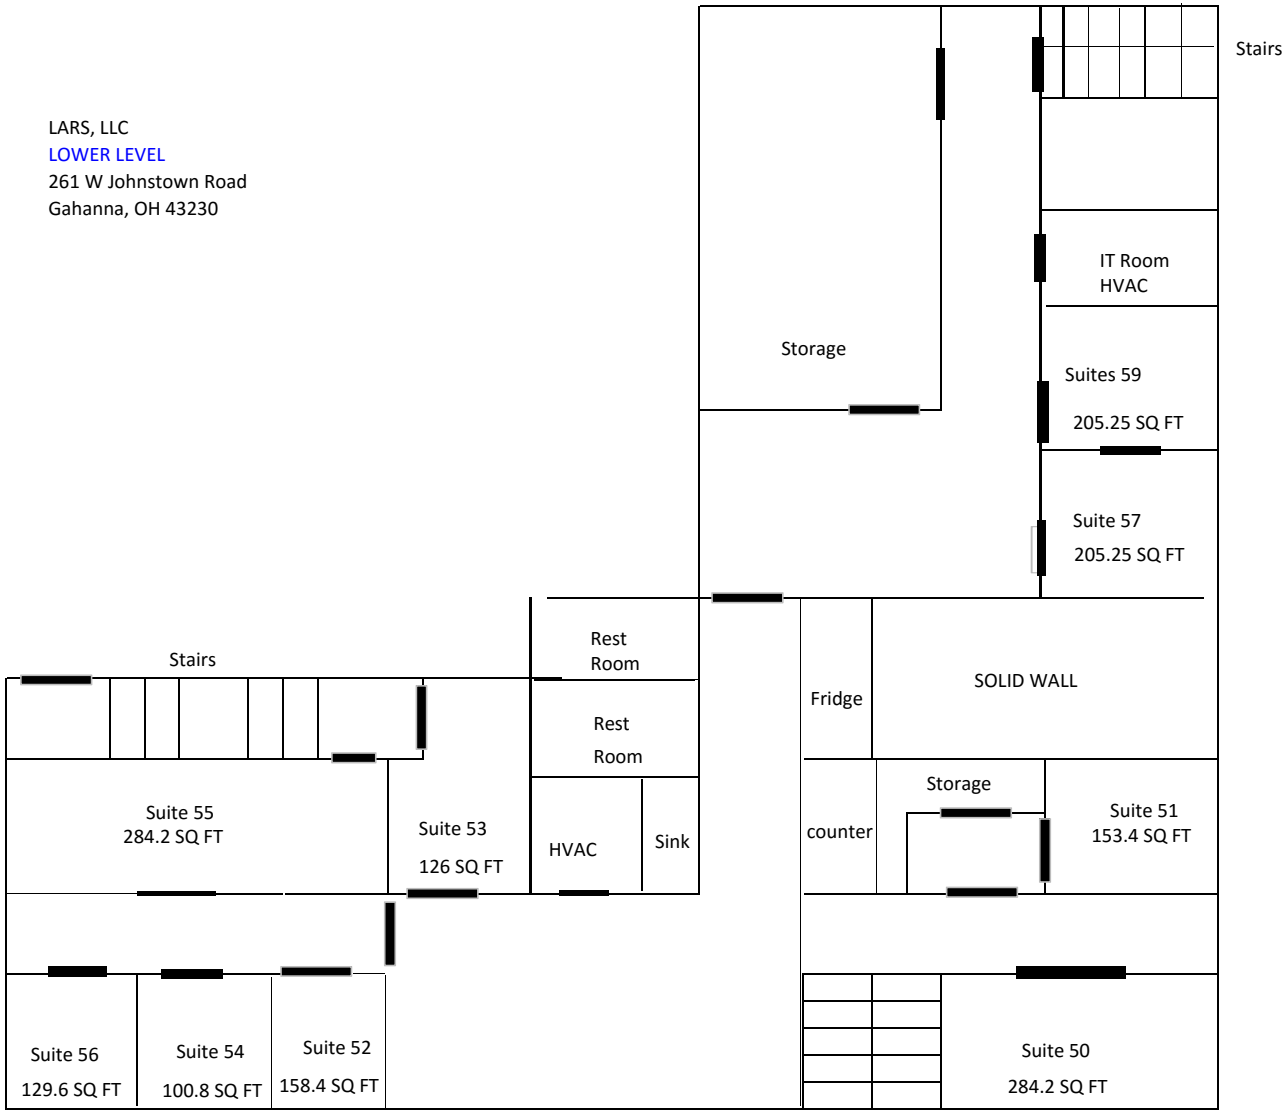 Stairs
LARS, LLC
LOWER LEVEL
261 W Johnstown Road
Gahanna, OH 43230
IT Room
HVAC
Storage
Suites 59
205.25 SQ FT
Suite 57
205.25 SQ FT
Rest
Room
Stairs
SOLID WALL
Fridge
Rest
Room
Storage
Suite 55
284.2 SQ FT
Suite 53
126 SQ FT
HVAC
Sink
counter
Suite 51
153.4 SQ FT
Suite 56
129.6 SQ FT
Suite 54
100.8 SQ FT
Suite 52
158.4 SQ FT
Suite 50
284.2 SQ FT